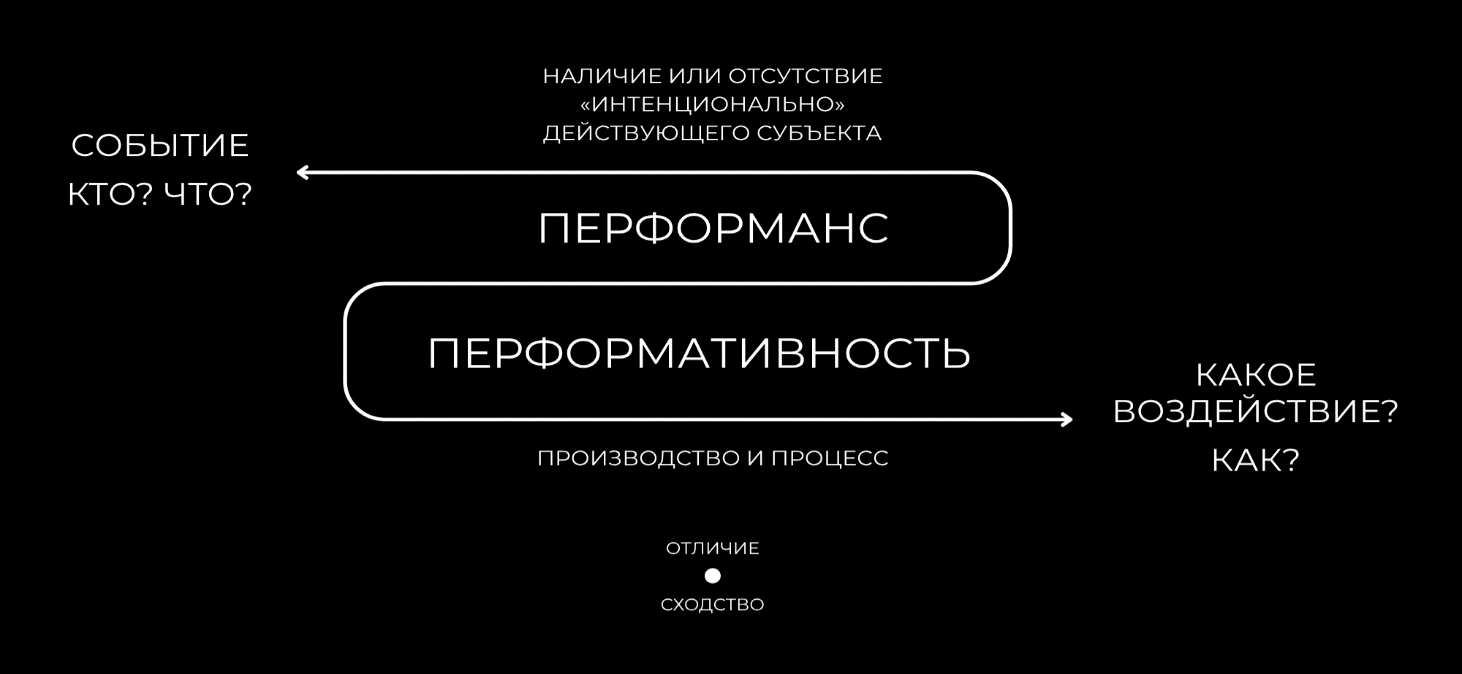 НАЛИЧИЕ ИЛИ ОТСУТСТВИЕ
«ИНТЕНЦИОНАЛЬНО»
ДЕЙСТВУЮЩЕГО СУБЪЕКТА
СОБЫТИЕ
КТО? ЧТО?
ПЕРФОРМАНС
ПЕРФОРМАТИВНОСТЬ
КАКОЕ
ВОЗДЕЙСТВИЕ?
КАК?
ПРОИЗВОДСТВО И ПРОЦЕСС
ОТЛИЧИЕ
СХОДСТВО